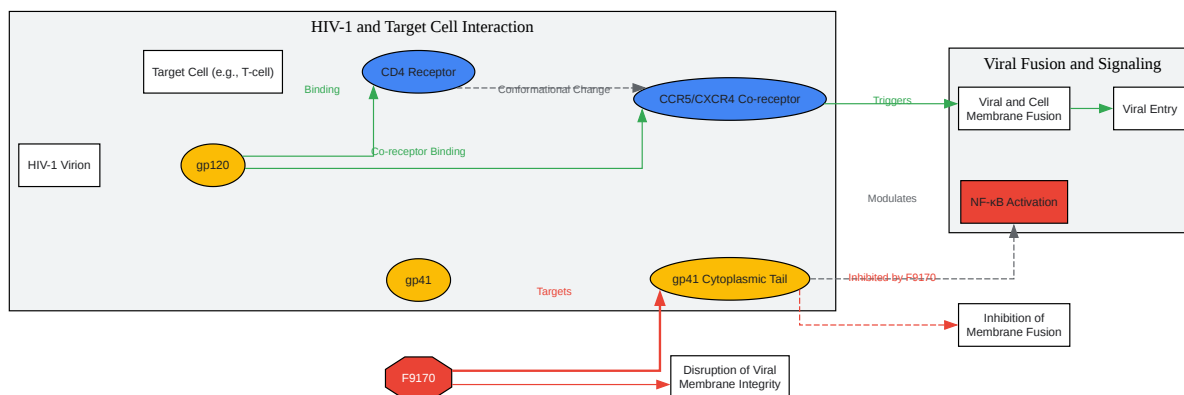 HIV-1 and Target Cell Interaction
Viral Fusion and Signaling
Target Cell (e.g., T-cell)
CD4 Receptor
Binding
Conformational Change
CCR5/CXCR4 Co-receptor
Triggers
Viral and Cell
Membrane Fusion
Viral Entry
Co-receptor Binding
HIV-1 Virion
gp120
Modulates
NF-κB Activation
gp41
gp41 Cytoplasmic Tail
Inhibited by F9170
Targets
Inhibition of
Membrane Fusion
F9170
Disruption of Viral
Membrane Integrity